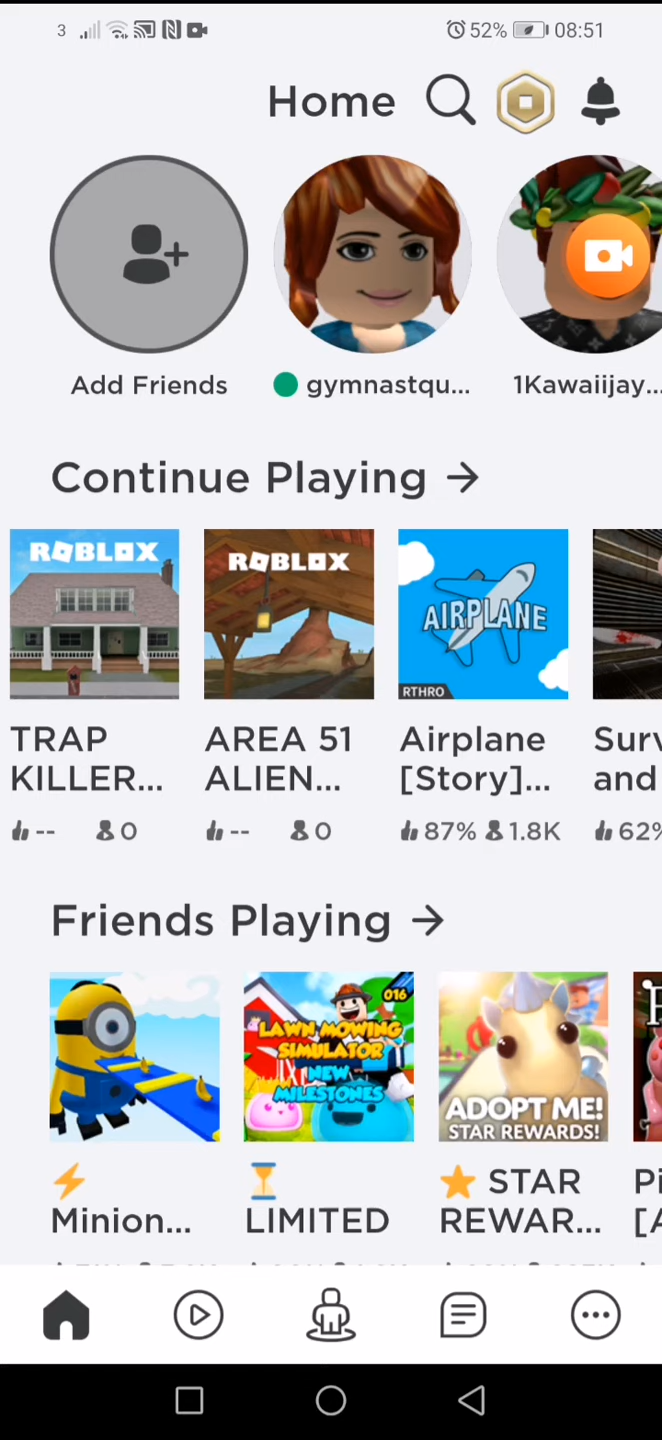 3 52% 08:51
Home
Add Friends gymnastqu... 1Kawaiijay...
Continue Playing →
ROBLOX ROBLOX AIRPLANE
RTHRO
TRAP AREA 51 Airplane Surv
KILLER... ALIEN... [Story]... and
-- 0 -- 0 87% 1.8K 62%
Friends Playing →
016
LAWN MOWING
SIMULATOR
NEW
MILESTONES
ADOPT ME!
STAR REWARDS!
Minion... LIMITED STAR Pi
REWAR... [A